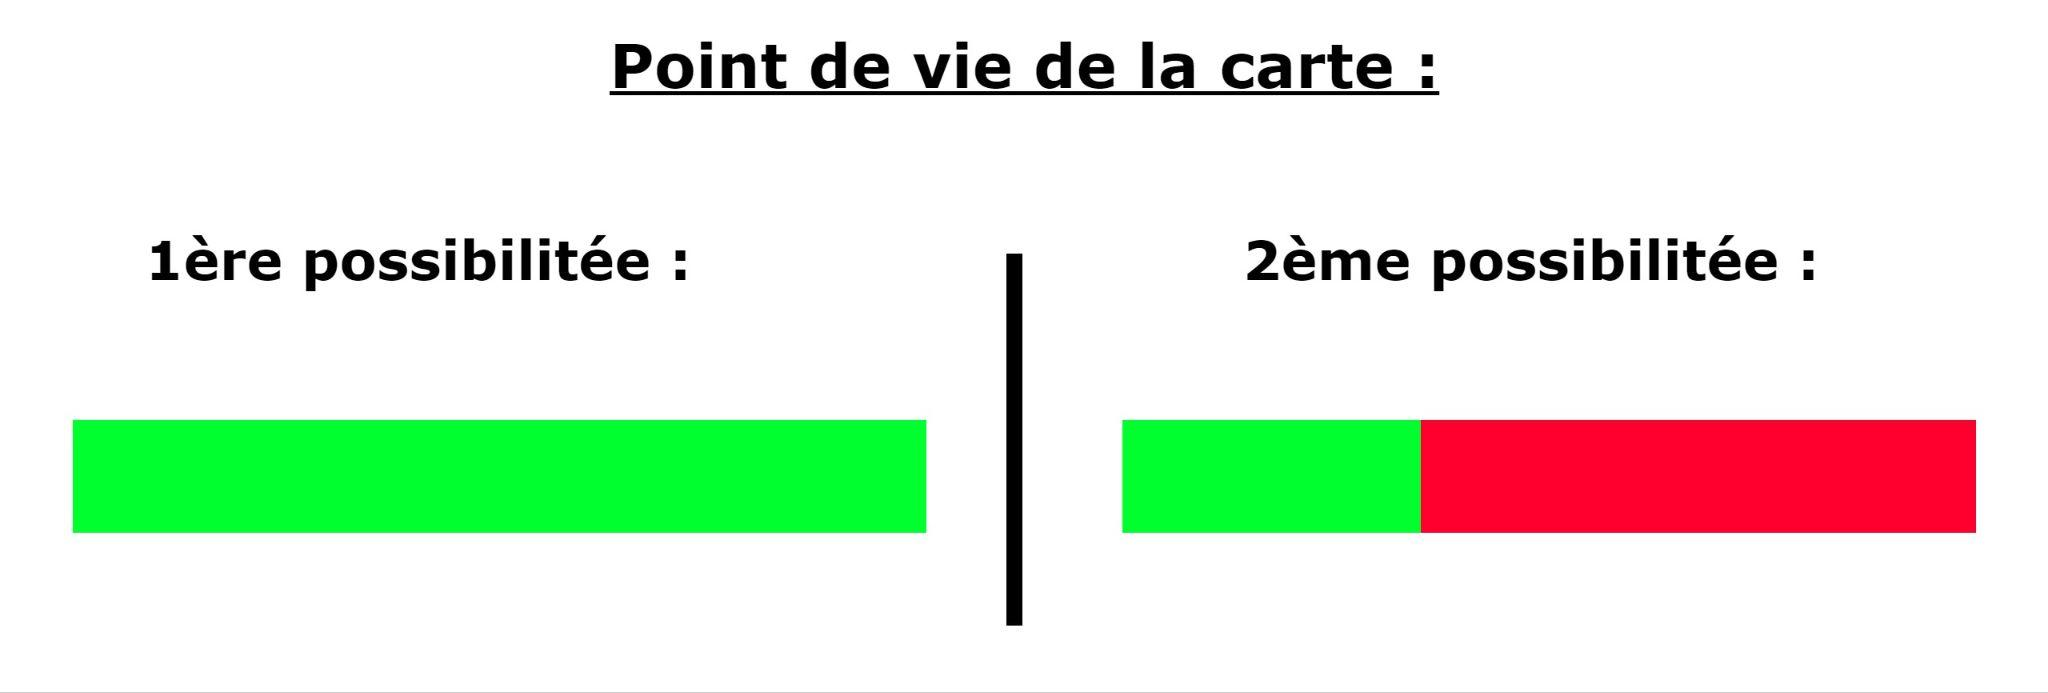 Point de vie de la carte :
1ère possibilitée :
2ème possibilitée :